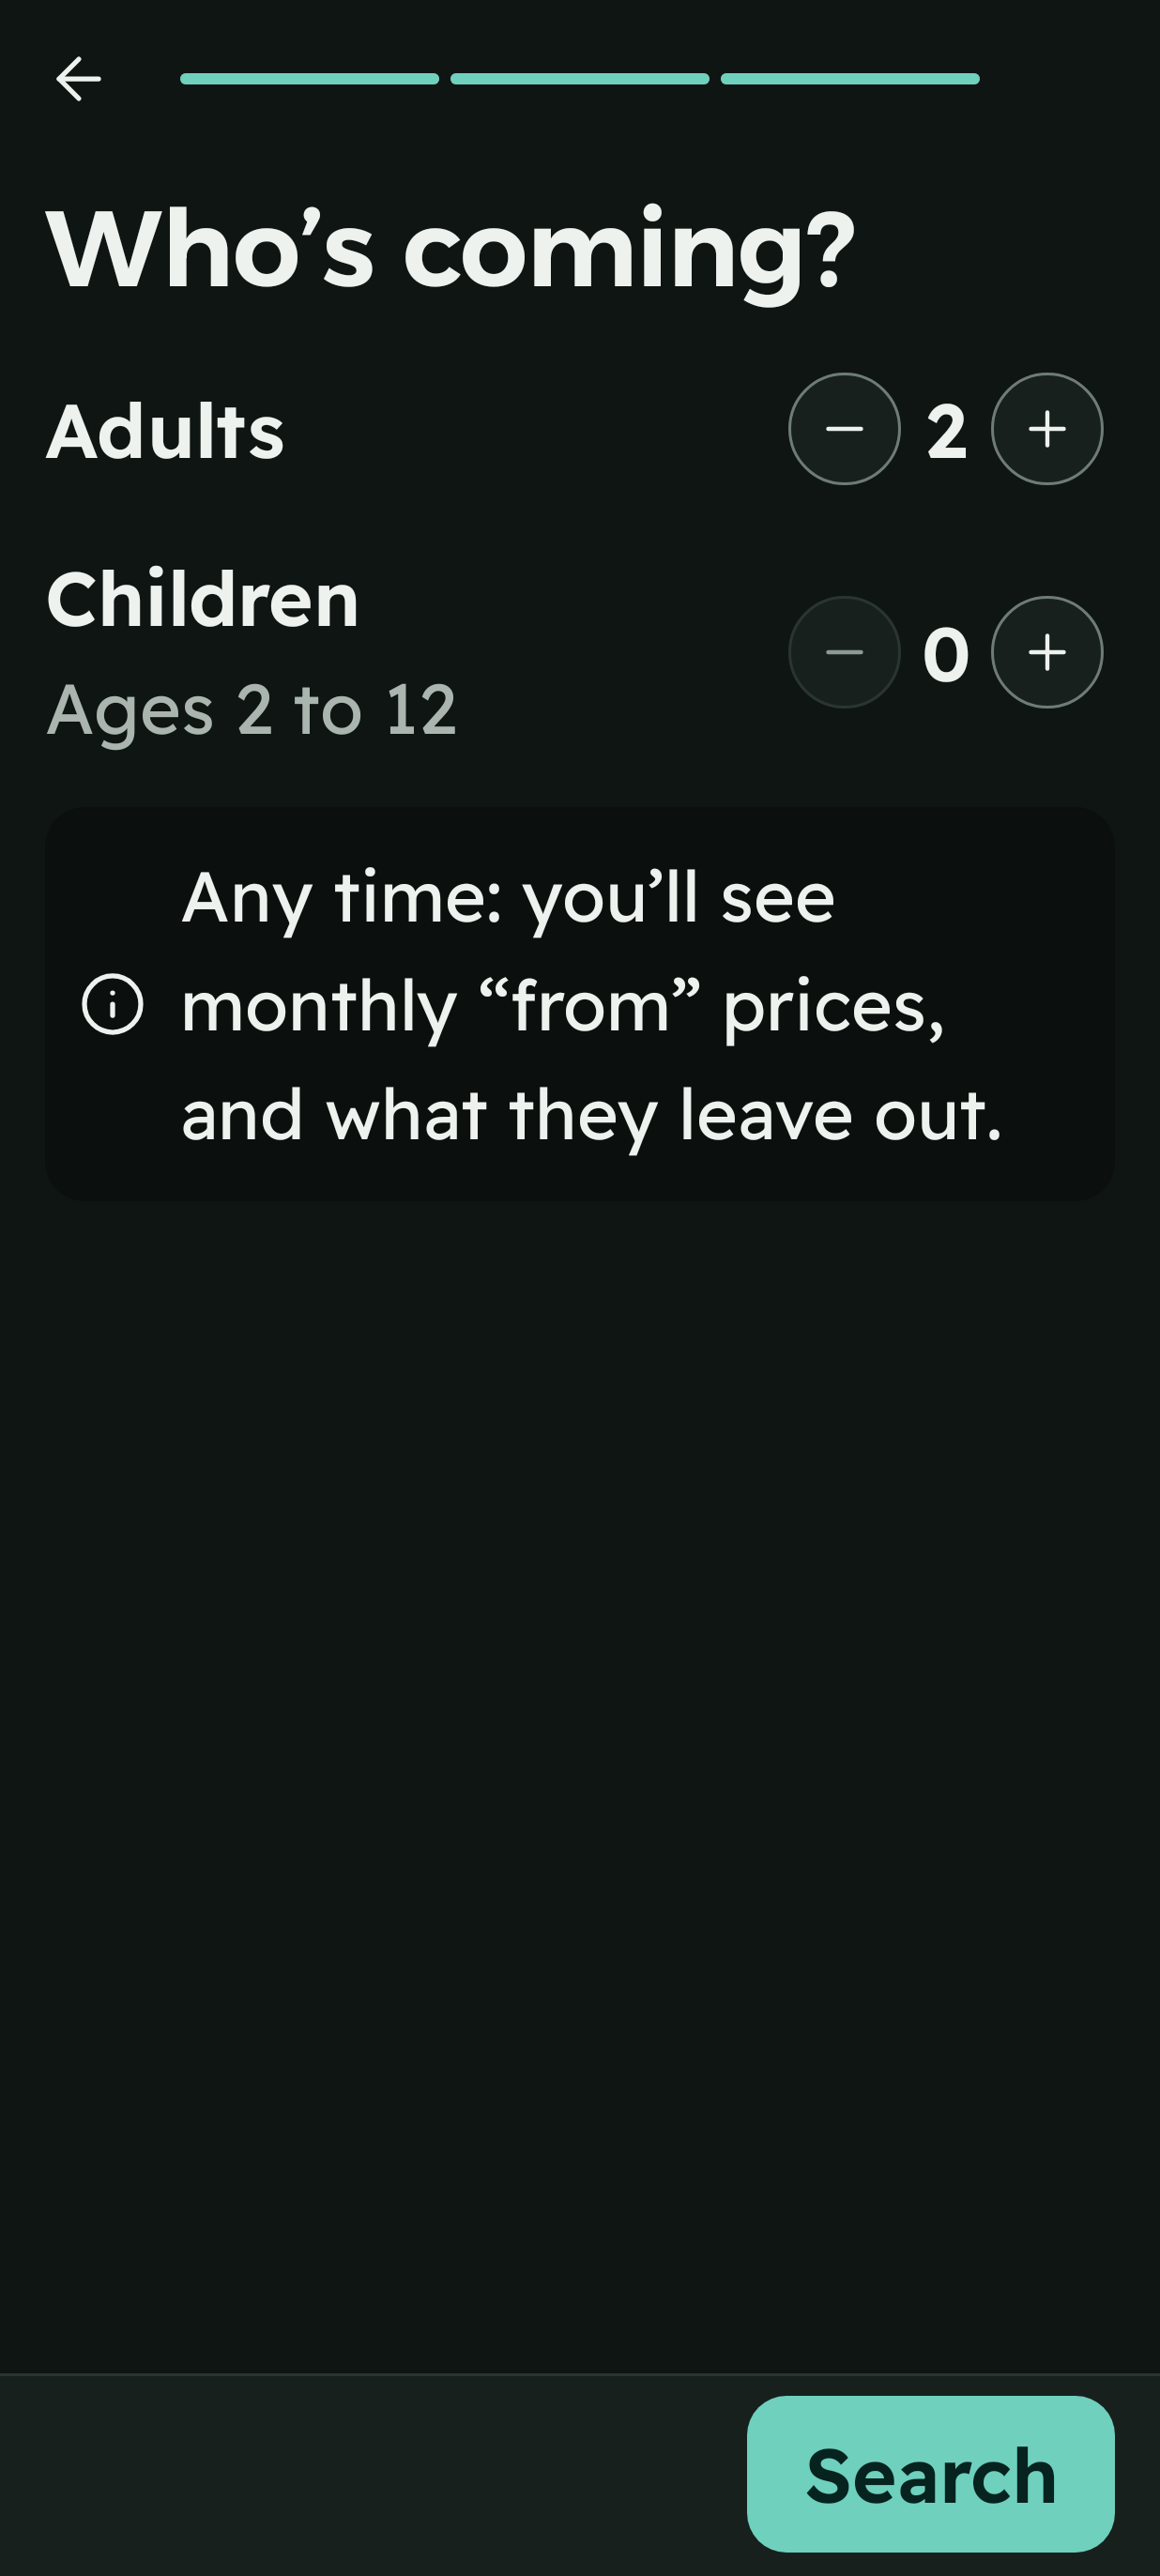 Who’s coming?
Adults
2
Children
Ages 2 to 12
0
Any time: you’ll see
monthly “from” prices,
and what they leave out.
Search